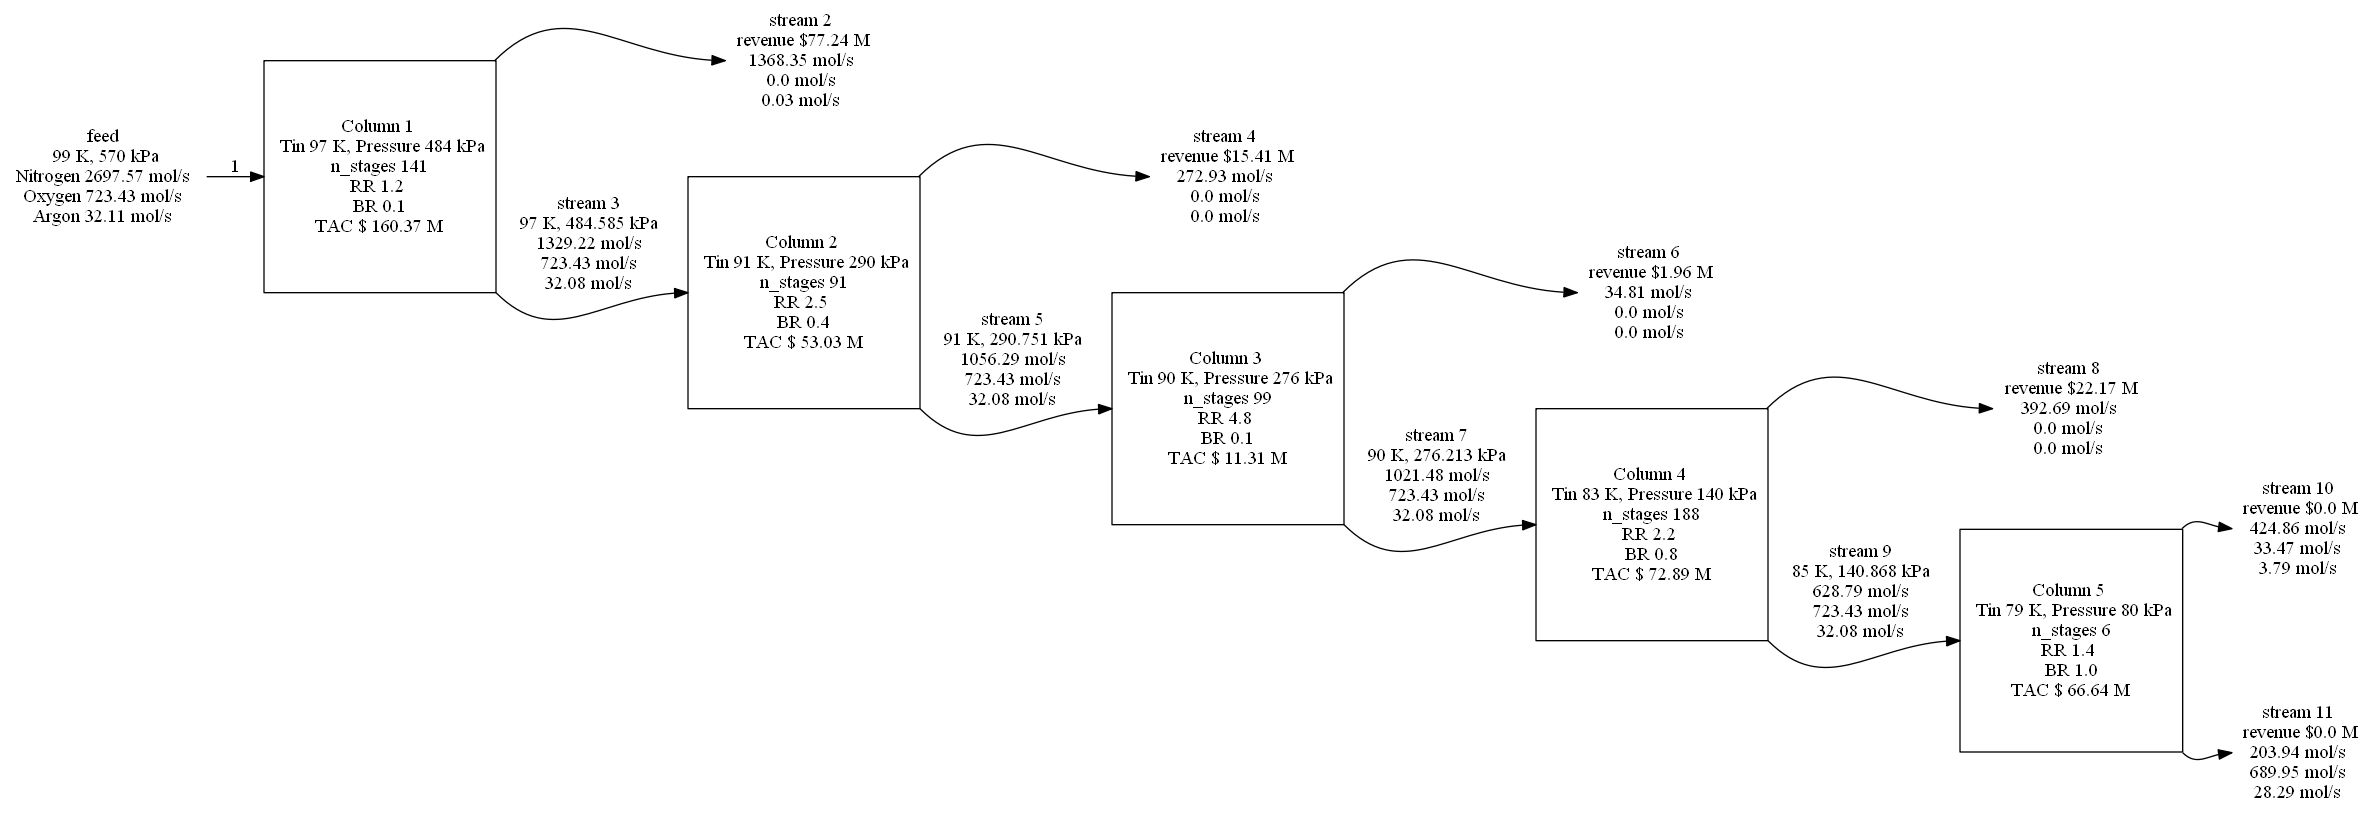 feed
99 K, 570 kPa
Nitrogen 2697.57 mol/s
Oxygen 723.43 mol/s
Argon 32.11 mol/s
1
Column 1
Tin 97 K, Pressure 484 kPa
n_stages 141
RR 1.2
BR 0.1
TAC $ 160.37 M
stream 2
revenue $77.24 M
1368.35 mol/s
0.0 mol/s
0.03 mol/s
stream 3
97 K, 484.585 kPa
1329.22 mol/s
723.43 mol/s
32.08 mol/s
Column 2
Tin 91 K, Pressure 290 kPa
n_stages 91
RR 2.5
BR 0.4
TAC $ 53.03 M
stream 4
revenue $15.41 M
272.93 mol/s
0.0 mol/s
0.0 mol/s
stream 5
91 K, 290.751 kPa
1056.29 mol/s
723.43 mol/s
32.08 mol/s
Column 3
Tin 90 K, Pressure 276 kPa
n_stages 99
RR 4.8
BR 0.1
TAC $ 11.31 M
stream 6
revenue $1.96 M
34.81 mol/s
0.0 mol/s
0.0 mol/s
stream 7
90 K, 276.213 kPa
1021.48 mol/s
723.43 mol/s
32.08 mol/s
Column 4
Tin 83 K, Pressure 140 kPa
n_stages 188
RR 2.2
BR 0.8
TAC $ 72.89 M
stream 8
revenue $22.17 M
392.69 mol/s
0.0 mol/s
0.0 mol/s
stream 9
85 K, 140.868 kPa
628.79 mol/s
723.43 mol/s
32.08 mol/s
Column 5
Tin 79 K, Pressure 80 kPa
n_stages 6
RR 1.4
BR 1.0
TAC $ 66.64 M
stream 10
revenue $0.0 M
424.86 mol/s
33.47 mol/s
3.79 mol/s
stream 11
revenue $0.0 M
203.94 mol/s
689.95 mol/s
28.29 mol/s